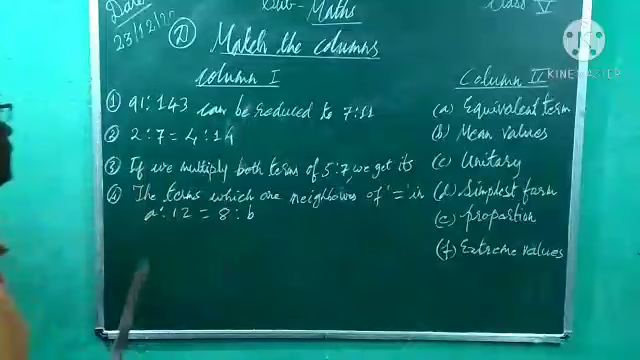 Sub- Maths
Class V
23/12/20
Match the columns
Column I
Column II
① 91:143 can be reduced to 7:11
② 2:7 = 4:14
③ If we multiply both terms of 5:7, we get its
④ The terms which are neighbours of '=' in
a:12 = 8:b
(a) Equivalent term
(b) Mean values
(c) Unitary
(d) Simplest form
(e) proportion
(f) Extreme values
KINEMASTER